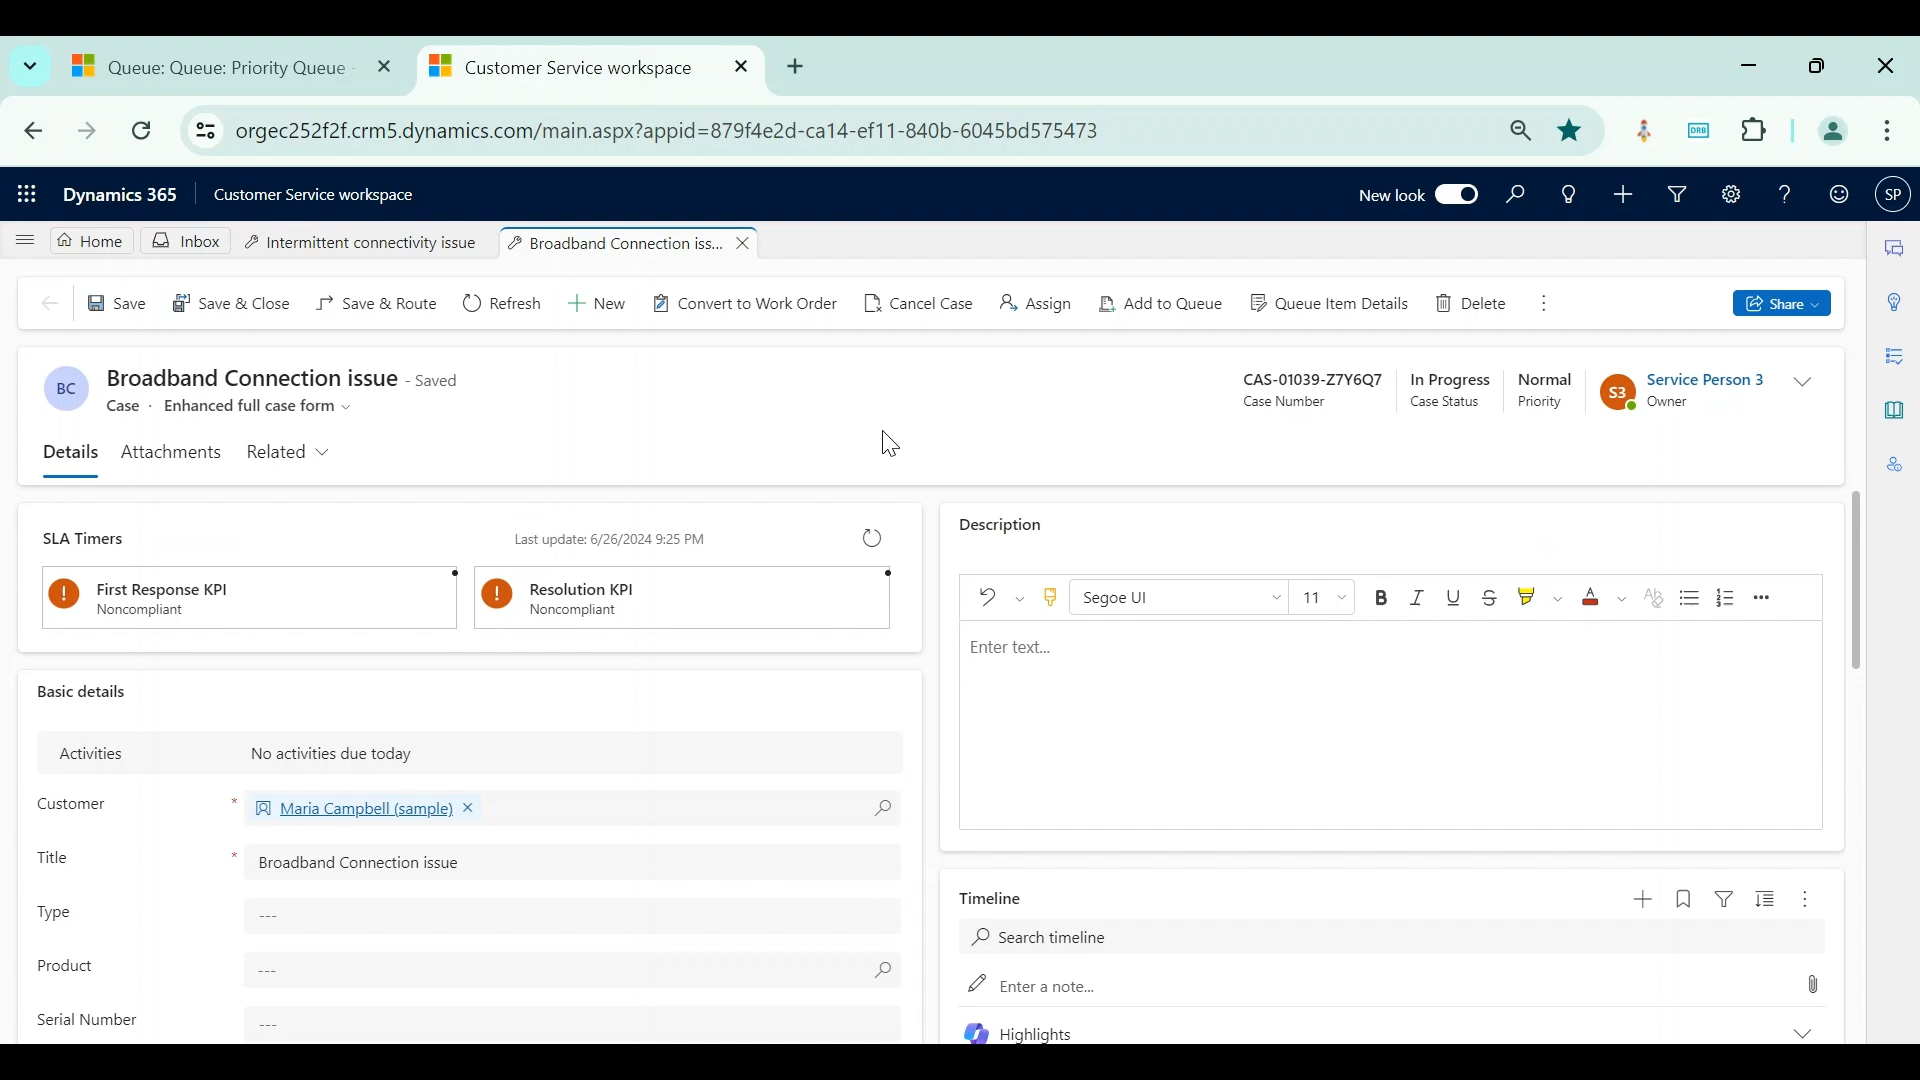 Queue: Queue: Priority Queue -
Customer Service workspace
orgec252f2f.crm5.dynamics.com/main.aspx?appid=879f4e2d-ca14-ef11-840b-6045bd575473
DRB
Dynamics 365
Customer Service workspace
New look
SP
Home
Inbox
Intermittent connectivity issue
Broadband Connection iss...
Save
Save & Close
Save & Route
Refresh
New
Convert to Work Order
Cancel Case
Assign
Add to Queue
Queue Item Details
Delete
Share
BC
Broadband Connection issue - Saved
Case · Enhanced full case form
CAS-01039-Z7Y6Q7
Case Number
In Progress
Case Status
Normal
Priority
S3
Service Person 3
Owner
Details
Attachments
Related
SLA Timers
Last update: 6/26/2024 9:25 PM
First Response KPI
Noncompliant
Resolution KPI
Noncompliant
Description
Segoe UI
11
Enter text...
Basic details
Activities
No activities due today
Customer *
Maria Campbell (sample)
Title *
Broadband Connection issue
Type
---
Product
---
Serial Number
---
Timeline
Search timeline
Enter a note...
Highlights